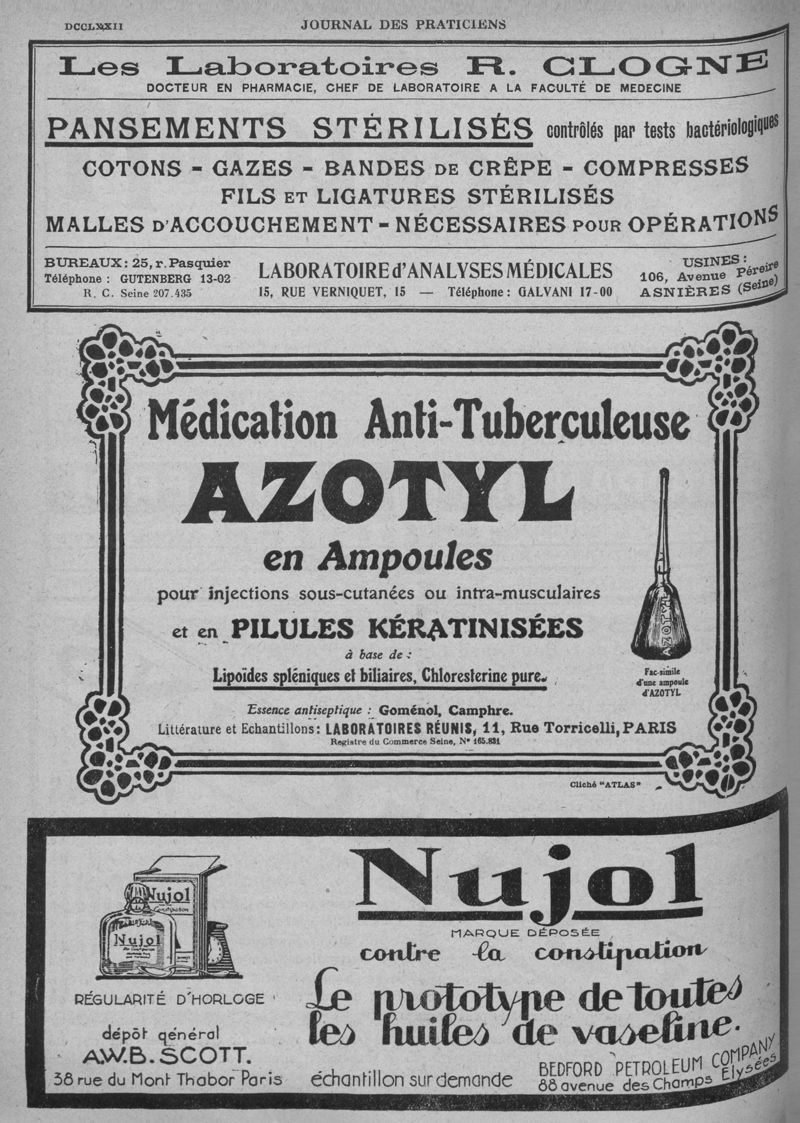 DCCLXXII
JOURNAL DES PRATICIENS
Les Laboratoires R. CLOGNE
DOCTEUR EN PHARMACIE, CHEF DE LABORATOIRE A LA FACULTÉ DE MEDECINE
PANSEMENTS STÉRILISÉS contrôlés par tests bactériologiques
COTONS - GAZES - BANDES DE CRÊPE - COMPRESSES
FILS ET LIGATURES STÉRILISÉS
MALLES D'ACCOUCHEMENT - NÉCESSAIRES POUR OPÉRATIONS
BUREAUX: 25, r. Pasquier
Téléphone : GUTENBERG 13-02
R. C. Seine 207.435
LABORATOIRE d'ANALYSES MÉDICALES
15, RUE VERNIQUET, 15 — Téléphone : GALVANI 17-00
USINES :
106, Avenue Péreire
ASNIÈRES (Seine)
Médication Anti-Tuberculeuse
AZOTYL
en Ampoules
pour injections sous-cutanées ou intra-musculaires
et en PILULES KÉRATINISÉES
à base de :
Lipoïdes spléniques et biliaires, Chloresterine pure.
AZOTYL
Fac-simile
d'une ampoule
d'AZOTYL
Essence antiseptique : Goménol, Camphre.
Littérature et Echantillons : LABORATOIRES RÉUNIS, 11, Rue Torricelli, PARIS
Registre du Commerce Seine, N° 165.831
Cliché "ATLAS"
Nujol
Constipation
Nujol
RÉGULARITÉ D'HORLOGE
dépôt général
A.W.B. SCOTT.
38 rue du Mont Thabor Paris
Nujol
MARQUE DÉPOSÉE
contre la constipation
Le prototype de toutes
les huiles de vaseline.
échantillon sur demande
BEDFORD PETROLEUM COMPANY
88 avenue des Champs Elysées